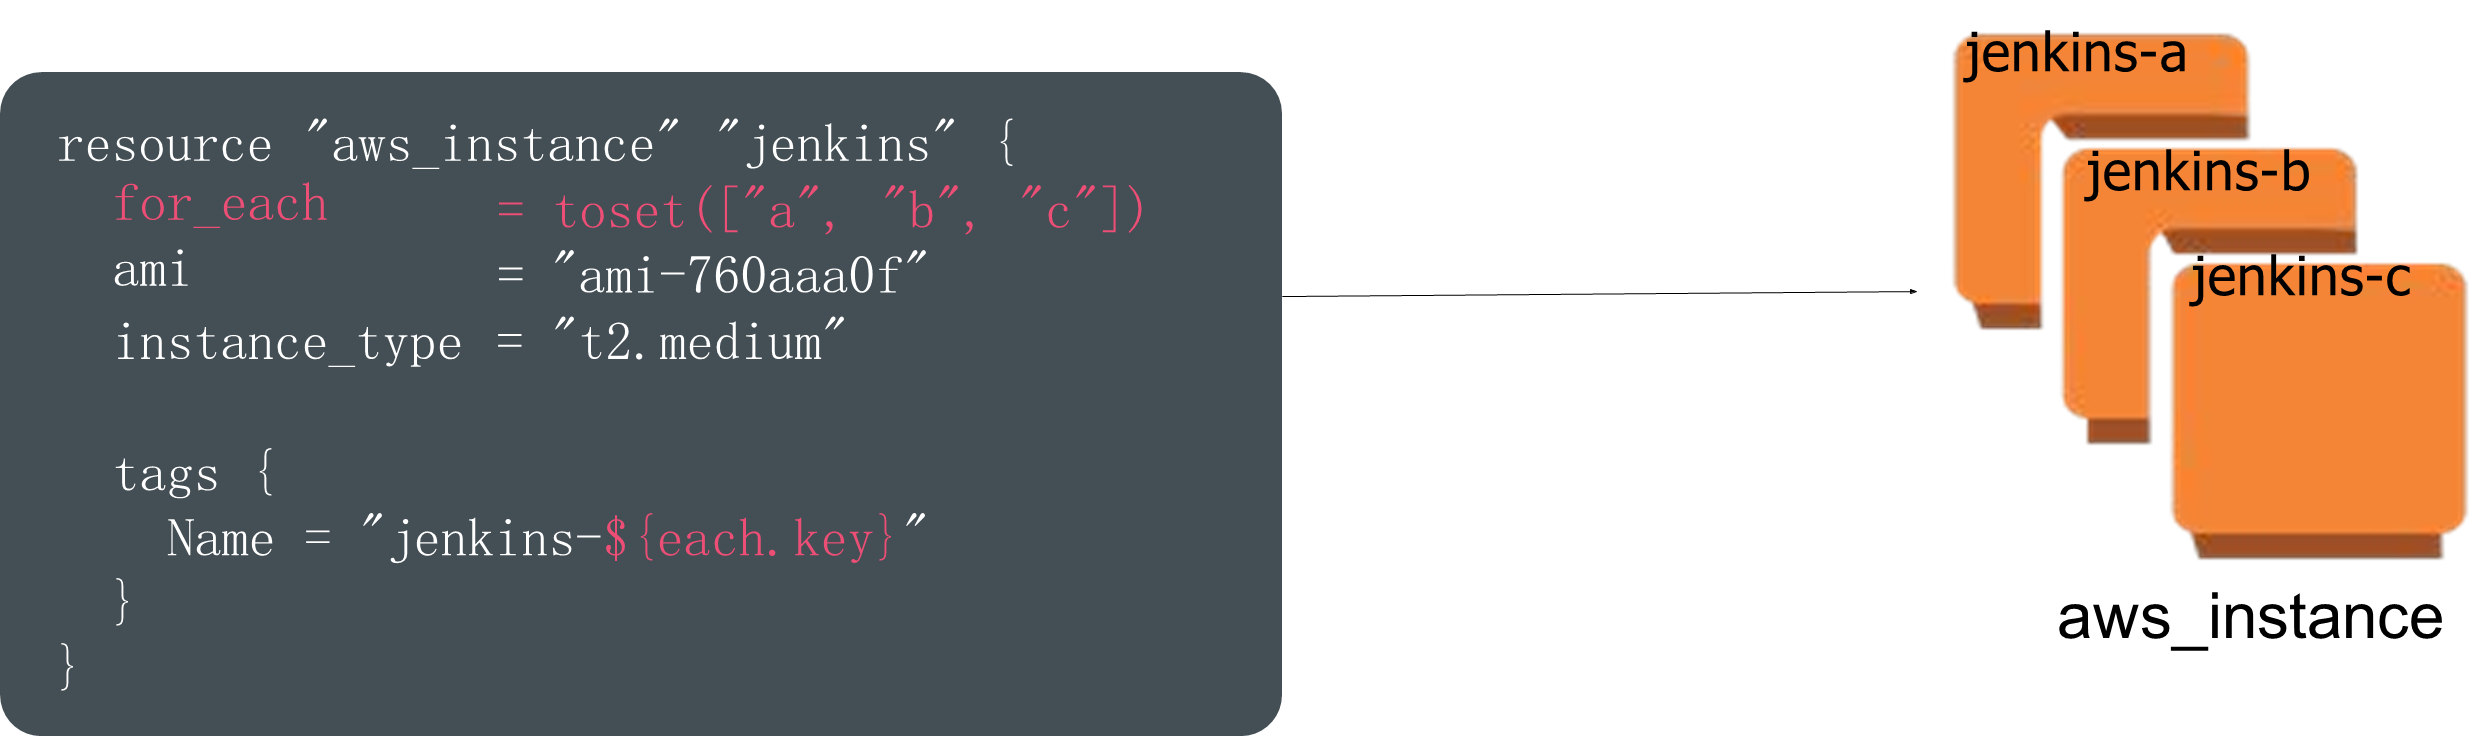 resource "aws_instance" "jenkins" {
for_each = toset(["a", "b", "c"])
ami = "ami-760aaa0f"
instance_type = "t2.medium"
tags {
Name = "jenkins-${each.key}"
}
}
jenkins-a
jenkins-b
jenkins-c
aws_instance